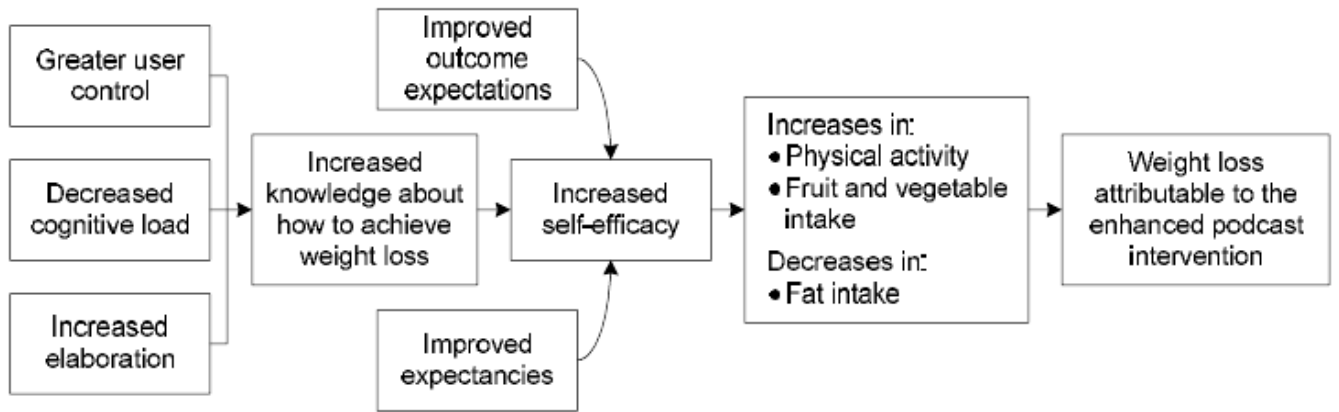 Greater user
control
Decreased
cognitive load
Increased
elaboration
Increased
knowledge about
how to achieve
weight loss
Improved
outcome
expectations
Increased
self-efficacy
Improved
expectancies
Increases in:
• Physical activity
• Fruit and vegetable
intake
Decreases in:
• Fat intake
Weight loss
attributable to the
enhanced podcast
intervention